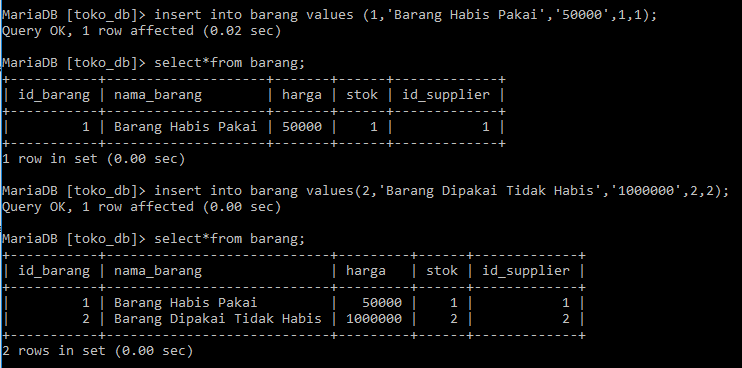 MariaDB [toko_db]> insert into barang values (1,'Barang Habis Pakai','50000',1,1);
Query OK, 1 row affected (0.02 sec)
MariaDB [toko_db]> select*from barang;
+-----------+--------------------+-------+------+-------------+
| id_barang | nama_barang        | harga | stok | id_supplier |
+-----------+--------------------+-------+------+-------------+
|         1 | Barang Habis Pakai | 50000 |    1 |           1 |
+-----------+--------------------+-------+------+-------------+
1 row in set (0.00 sec)
MariaDB [toko_db]> insert into barang values(2,'Barang Dipakai Tidak Habis','1000000',2,2);
Query OK, 1 row affected (0.00 sec)
MariaDB [toko_db]> select*from barang;
+-----------+----------------------------+---------+------+-------------+
| id_barang | nama_barang                | harga   | stok | id_supplier |
+-----------+----------------------------+---------+------+-------------+
|         1 | Barang Habis Pakai         |   50000 |    1 |           1 |
|         2 | Barang Dipakai Tidak Habis | 1000000 |    2 |           2 |
+-----------+----------------------------+---------+------+-------------+
2 rows in set (0.00 sec)